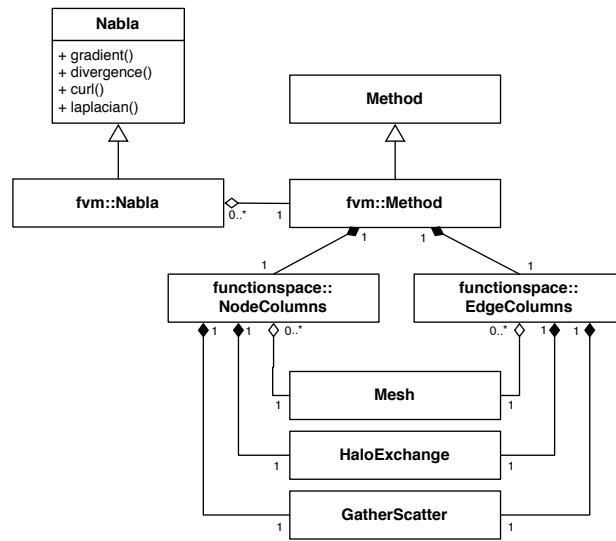 Nabla
+ gradient()
+ divergence()
+ curl()
+ laplacian()
Method
fvm::Nabla
0..*
1
fvm::Method
1
1
1
1
functionspace::
NodeColumns
functionspace::
EdgeColumns
1
1
0..*
0..*
1
1
Mesh
1
1
HaloExchange
1
1
GatherScatter
1
1